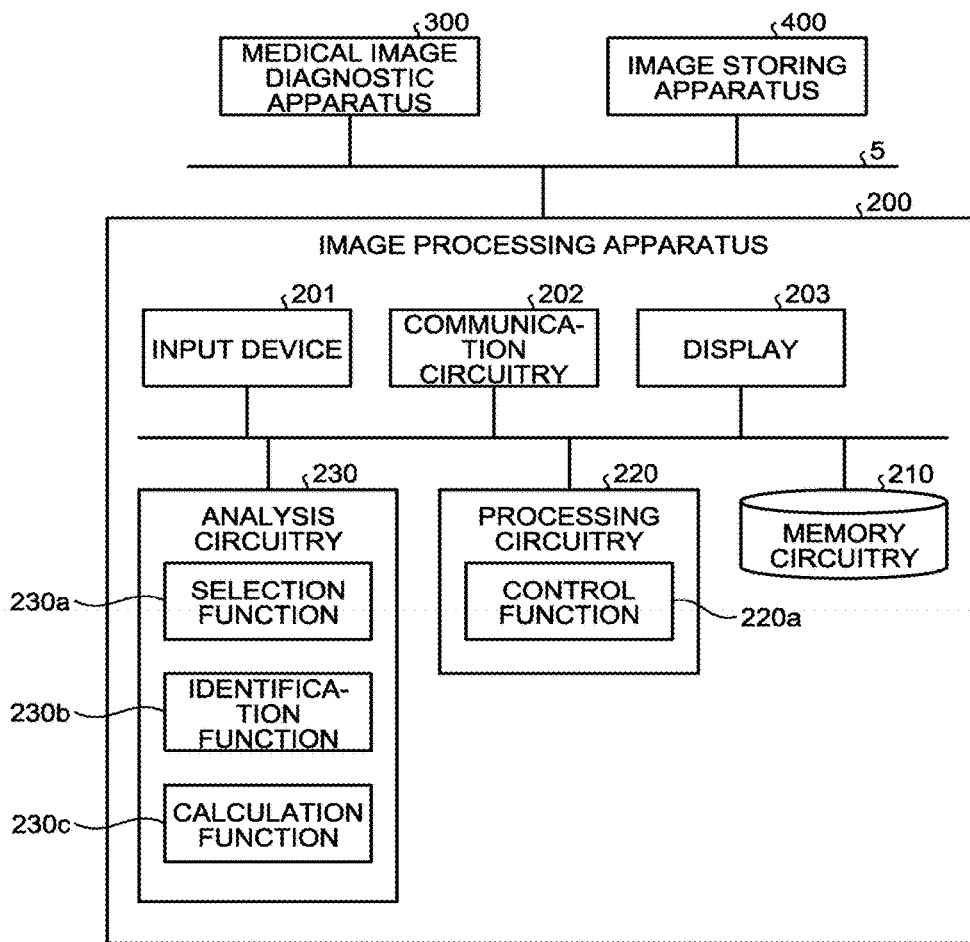 300
400
MEDICAL IMAGE
DIAGNOSTIC
APPARATUS
IMAGE STORING
APPARATUS
5
200
IMAGE PROCESSING APPARATUS
201
202
203
INPUT DEVICE
COMMUNICA-
TION
CIRCUITRY
DISPLAY
230
220
210
ANALYSIS
CIRCUITRY
PROCESSING
CIRCUITRY
MEMORY
CIRCUITRY
230a
SELECTION
FUNCTION
CONTROL
FUNCTION
220a
230b
IDENTIFICA-
TION
FUNCTION
230c
CALCULATION
FUNCTION